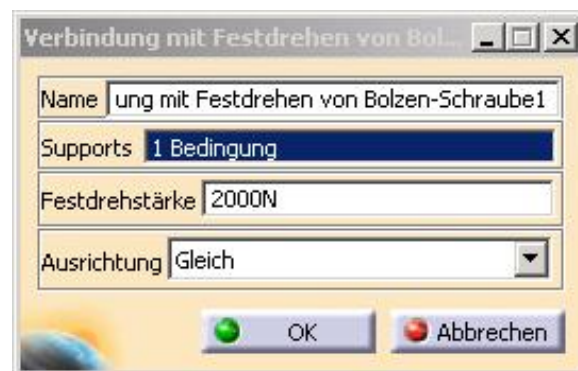 Verbindung mit Festdrehen von Bol...
Name ung mit Festdrehen von Bolzen-Schraube1
Supports 1 Bedingung
Festdrehstärke 2000N
Ausrichtung Gleich
OK Abbrechen